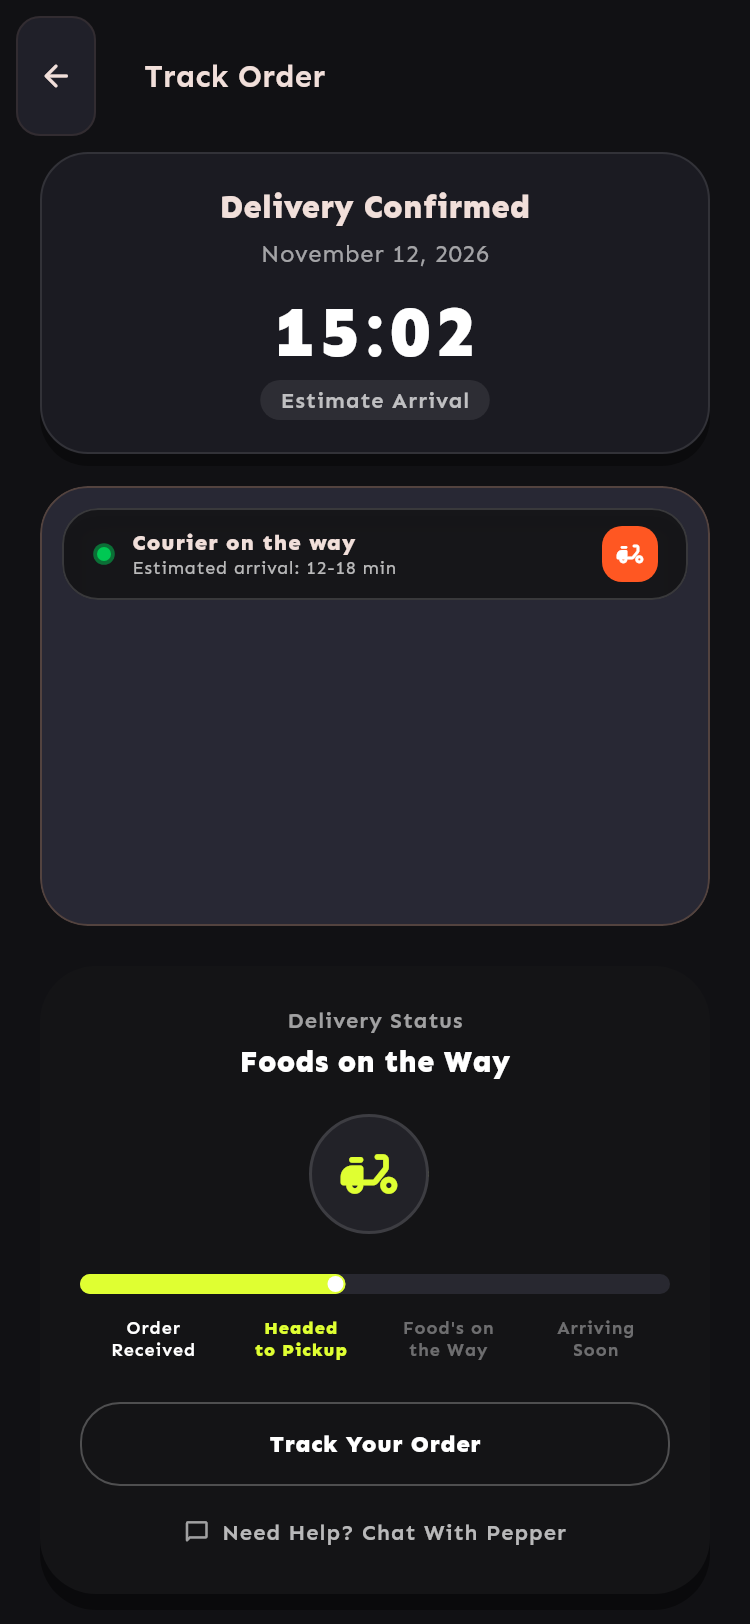 Track Order
Delivery Confirmed
November 12, 2026
15:02
Estimate Arrival
Courier on the way
Estimated arrival: 12-18 min
Delivery Status
Foods on the Way
Order
Received
Headed
to Pickup
Food's on
the Way
Arriving
Soon
Track Your Order
Need Help? Chat With Pepper